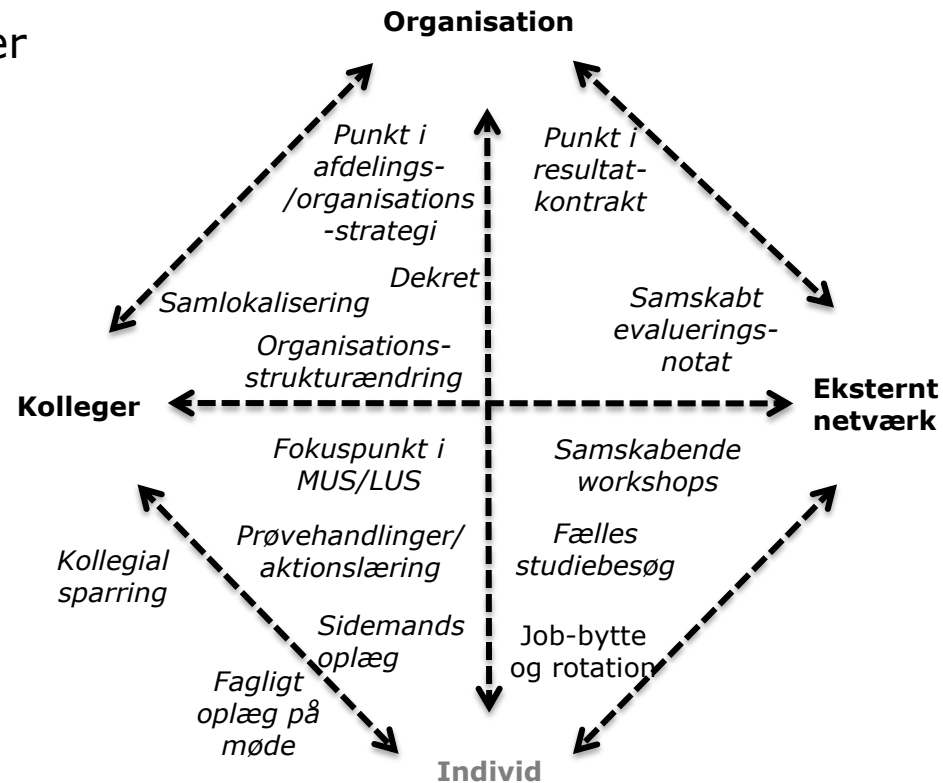 er
Organisation
Punkt i
afdelings-
/organisations
-strategi
Punkt i
resultat-
kontrakt
Dekret
Samlokalisering
Samskabt
evaluerings-
notat
Organisations-
strukturændring
Kolleger
Eksternt
netværk
Fokuspunkt i
MUS/LUS
Samskabende
workshops
Prøvehandlinger/
aktionslæring
Fælles
studiebesøg
Kollegial
sparring
Sidemands
oplæg
Job-bytte
og rotation
Fagligt
oplæg på
møde
Individ